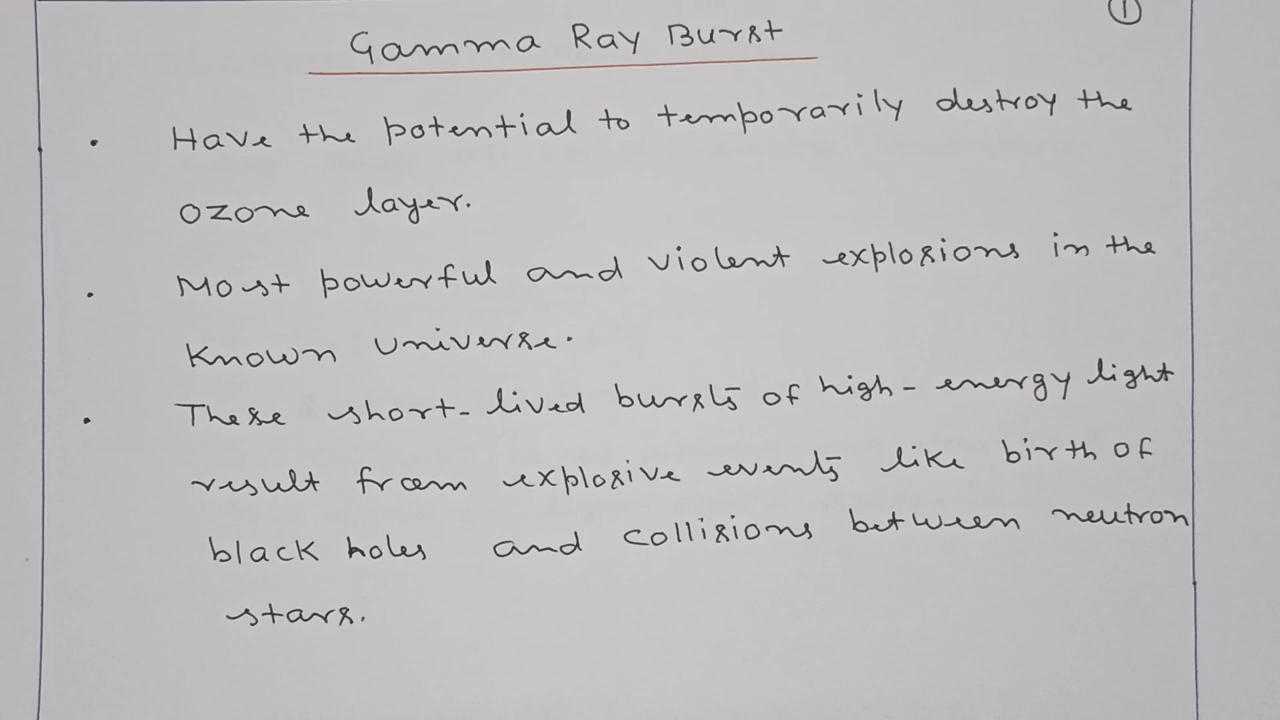 ①
Gamma Ray Burst
. Have the potential to temporarily destroy the
ozone layer.
. Most powerful and violent explosions in the
known universe.
. These short-lived bursts of high-energy light
result from explosive events like birth of
black holes and collisions between neutron
stars.